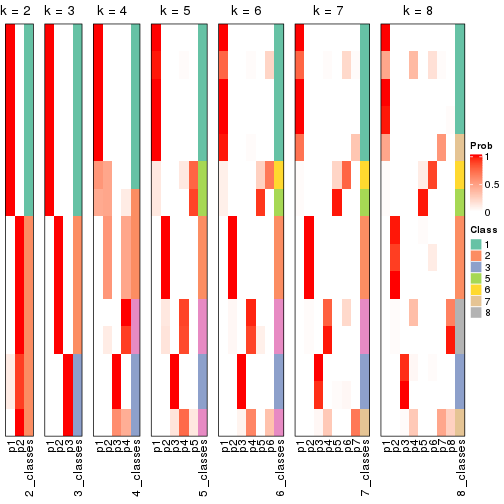 k = 2 k = 3 k = 4 k = 5 k = 6 k = 7 k = 8
Prob
1
0.5
0
Class
1
2
3
5
6
7
8
p1 p2 2_classes
p1 p2 p3 3_classes
p1 p2 p3 p4 4_classes
p1 p2 p3 p4 p5 5_classes
p1 p2 p3 p4 p5 p6 6_classes
p1 p2 p3 p4 p5 p6 p7 7_classes
p1 p2 p3 p4 p5 p6 p7 p8 8_classes